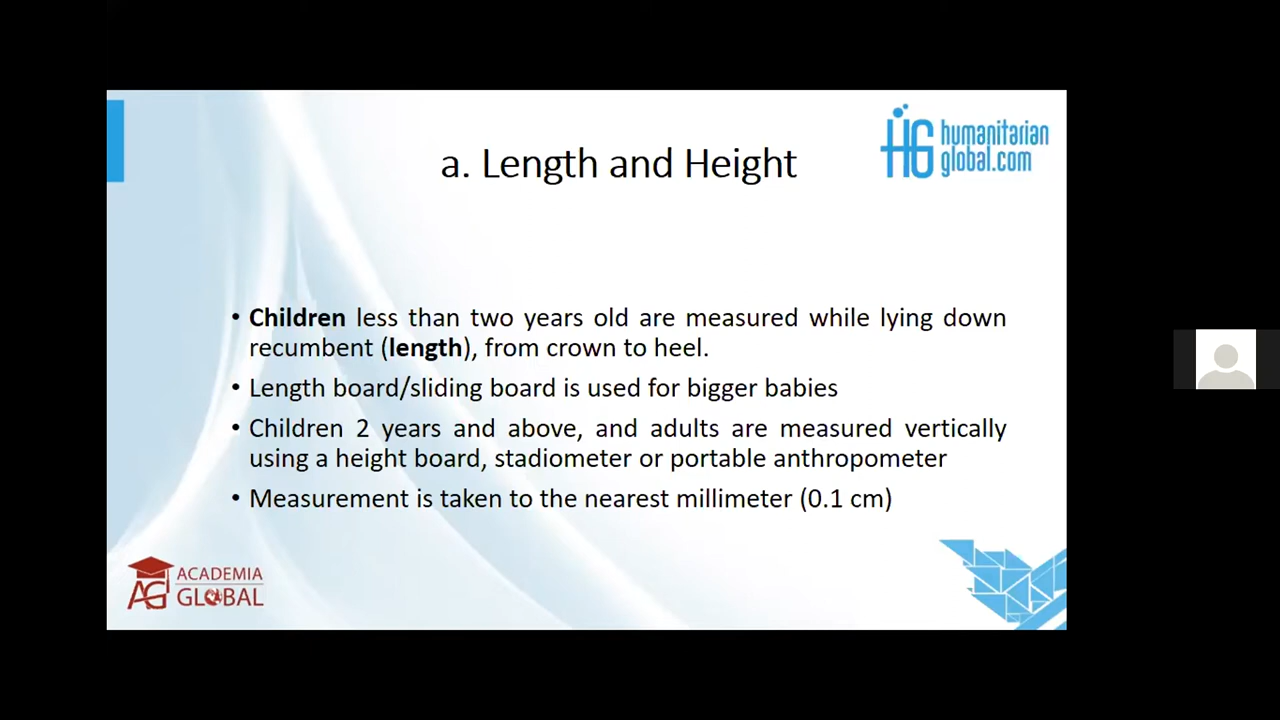 HG humanitarian
global.com
a. Length and Height
• Children less than two years old are measured while lying down
recumbent (length), from crown to heel.
• Length board/sliding board is used for bigger babies
• Children 2 years and above, and adults are measured vertically
using a height board, stadiometer or portable anthropometer
• Measurement is taken to the nearest millimeter (0.1 cm)
AG ACADEMIA
GLOBAL